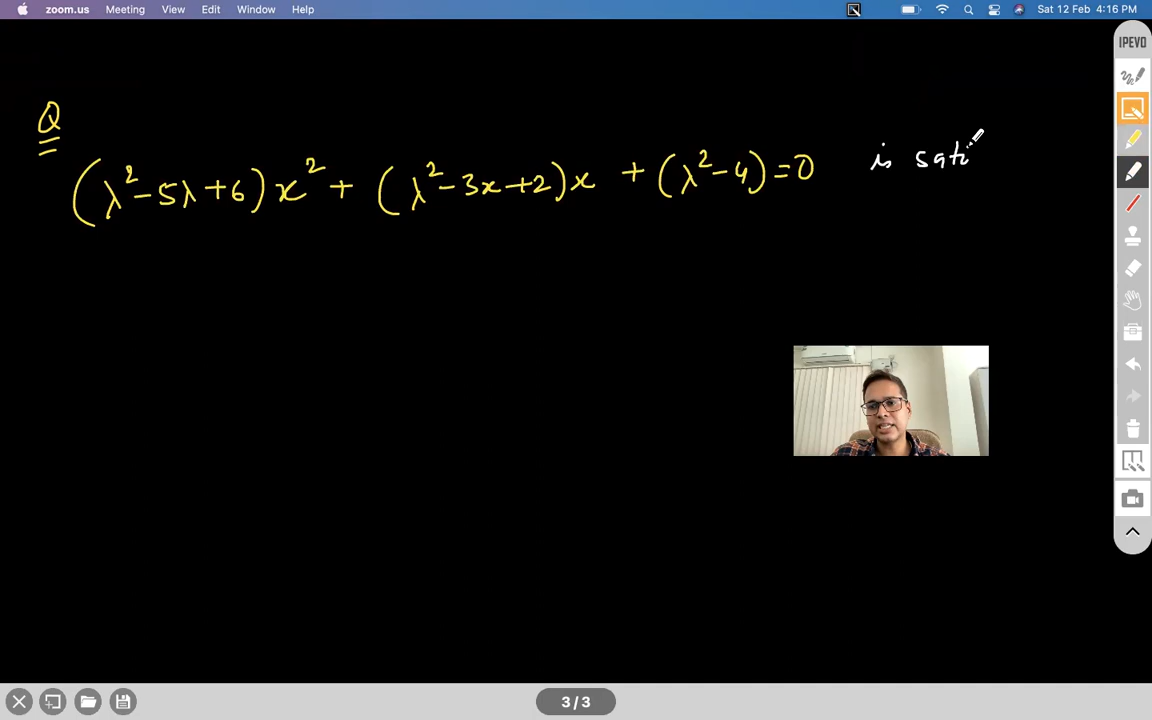 zoom.us Meeting View Edit Window Help Sat 12 Feb 4:16 PM
IPEVO
Q
(λ²-5λ+6)x²+(λ²-3x+2)x+(λ²-4)=0 is sati
3/3